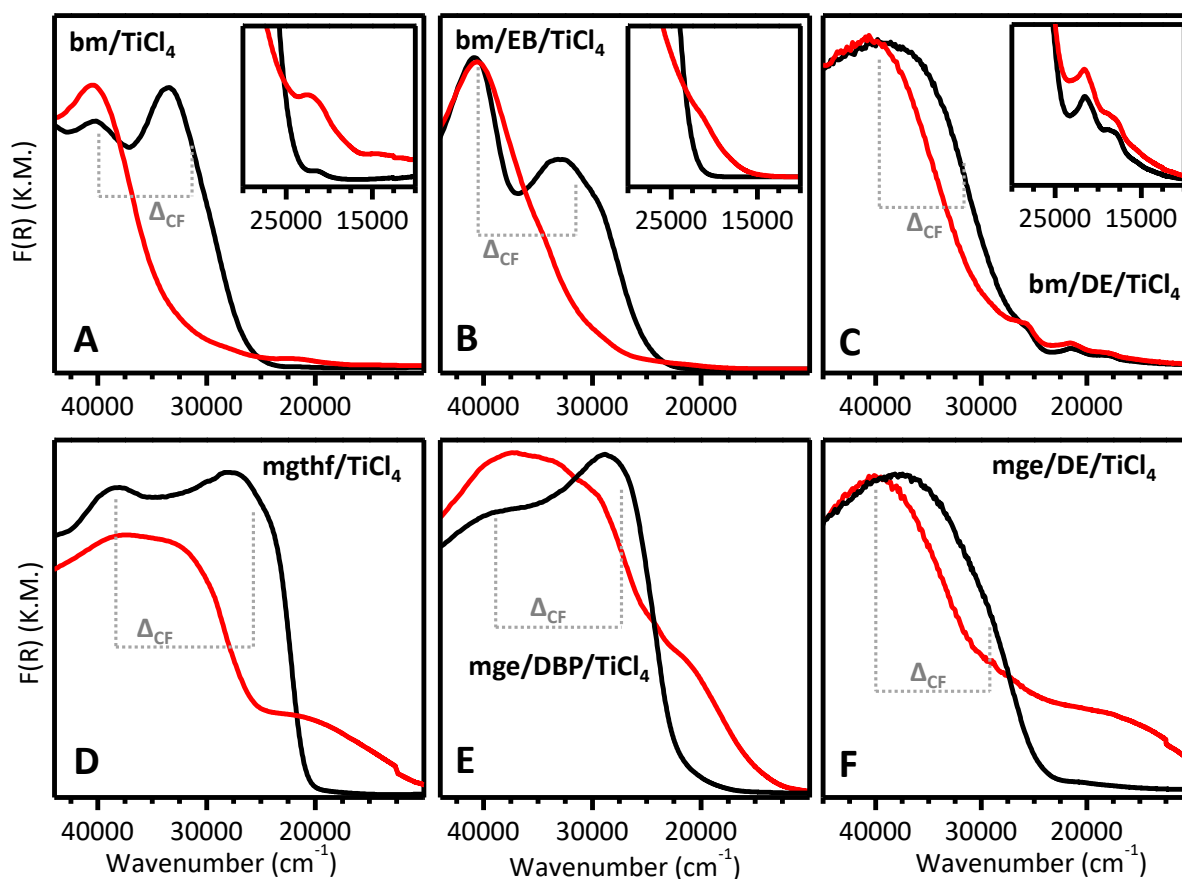 bm/TiCl4
25000 15000
ΔCF
A
F(R) (K.M.)
40000 30000 20000
bm/EB/TiCl4
25000 15000
ΔCF
B
40000 30000 20000
25000 15000
ΔCF
bm/DE/TiCl4
C
40000 30000 20000
mgthf/TiCl4
ΔCF
D
F(R) (K.M.)
40000 30000 20000
Wavenumber (cm-1)
ΔCF
mge/DBP/TiCl4
E
40000 30000 20000
Wavenumber (cm-1)
mge/DE/TiCl4
ΔCF
F
40000 30000 20000
Wavenumber (cm-1)